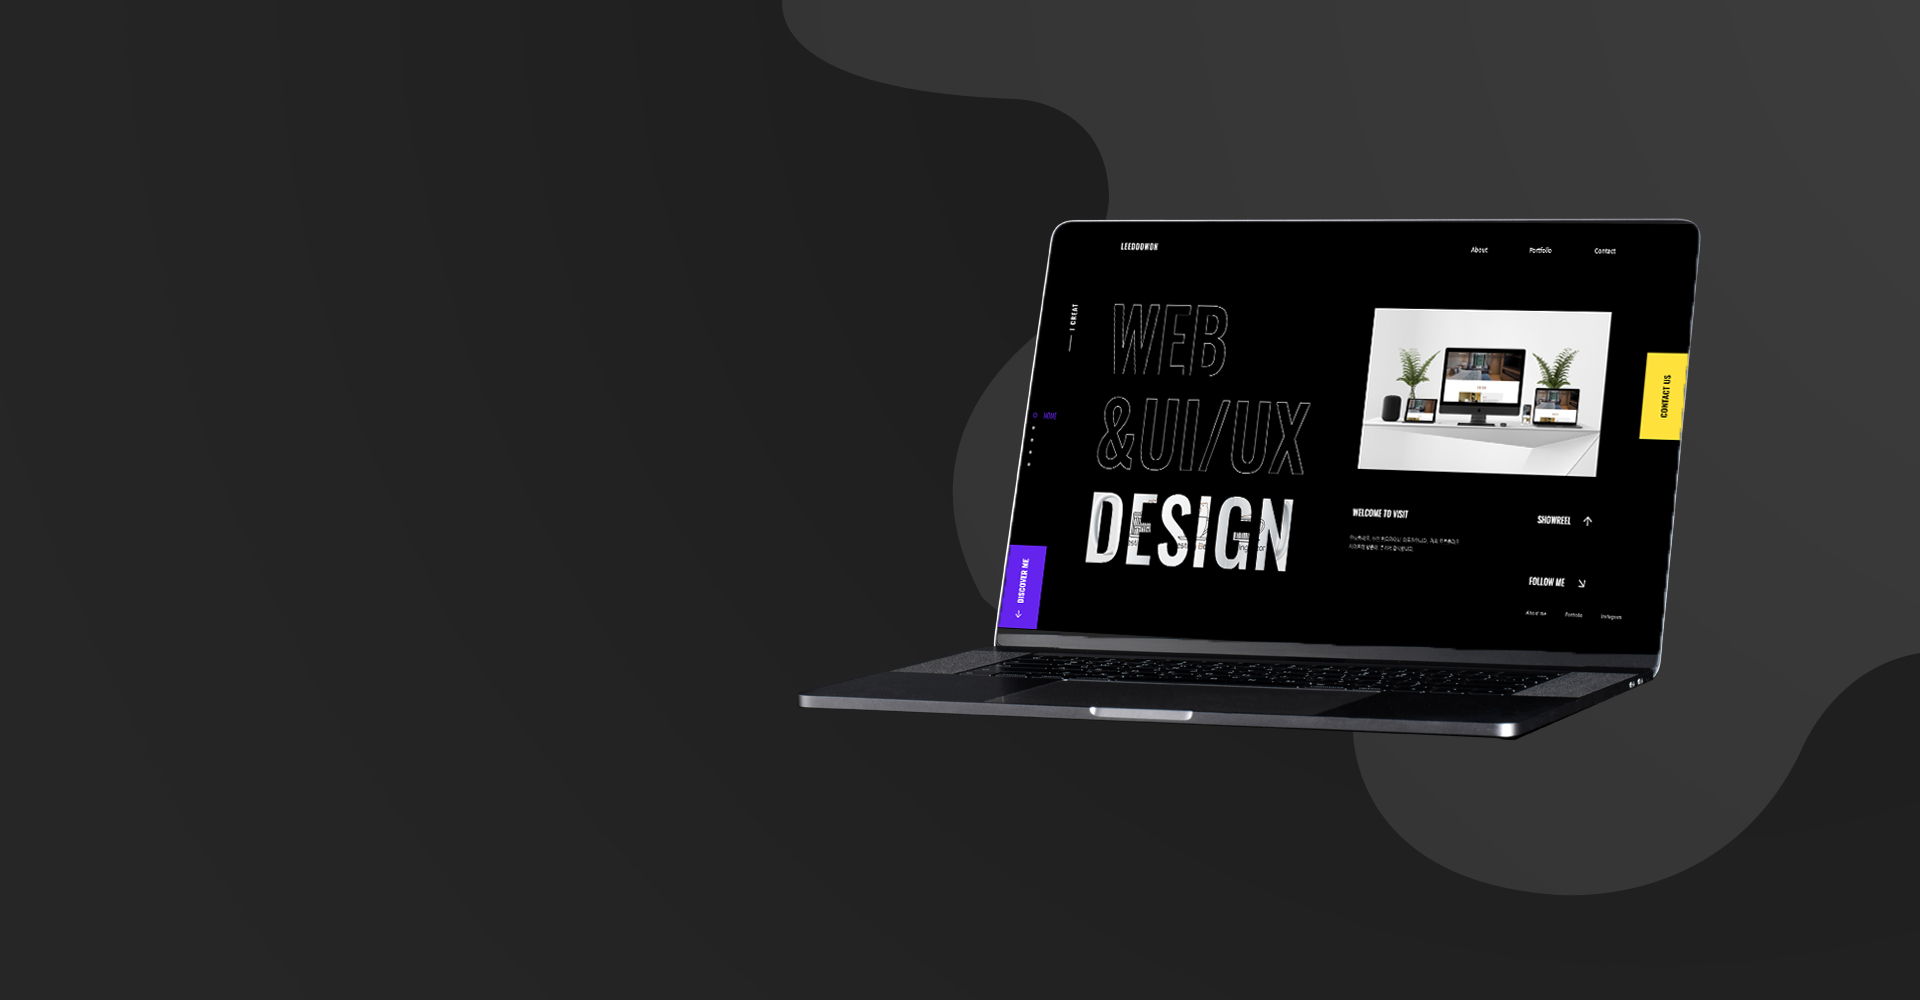 LEEDOOWON
About
Portfolio
Contact
I CREAT
WEB
&UI/UX
DESIGN
HOME
CONTACT US
WELCOME TO VISIT
SHOWREEL
FOLLOW ME
About me
Portfolio
Instagram
DISCOVER ME